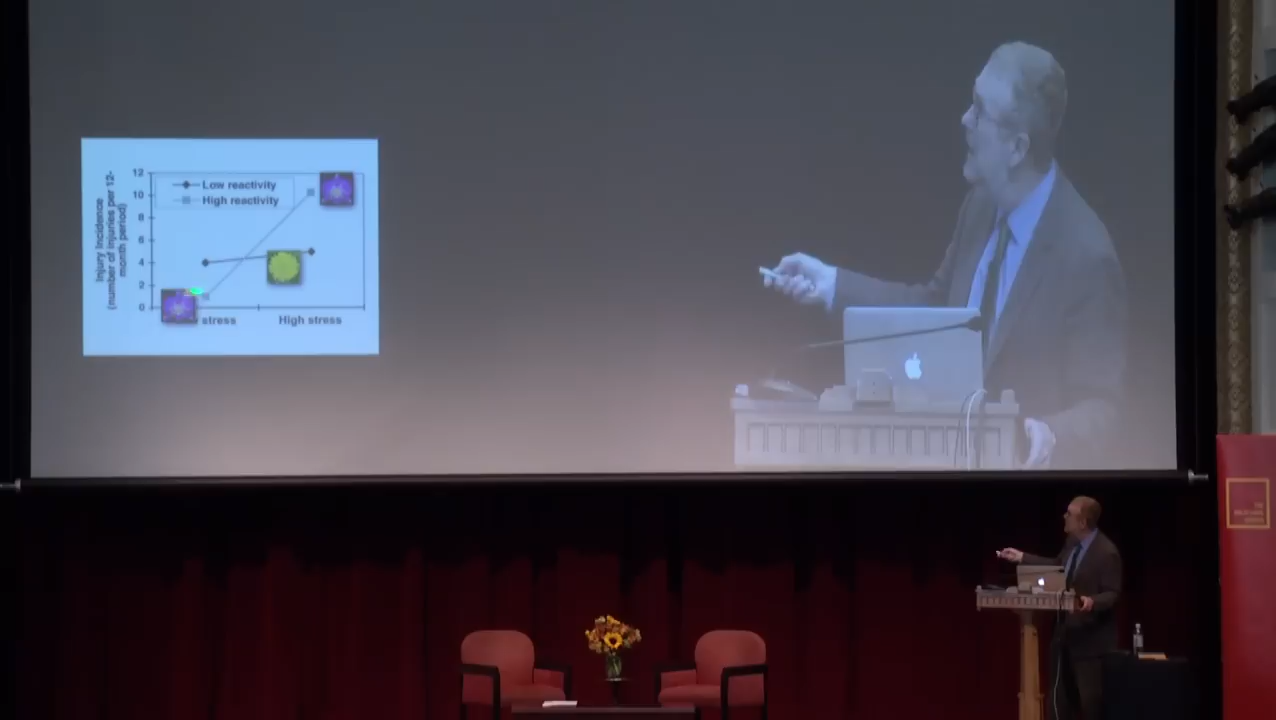 Injury Incidence
(number of injuries per 12-
month period)
12
10
8
6
4
2
0
Low reactivity
High reactivity
stress
High stress